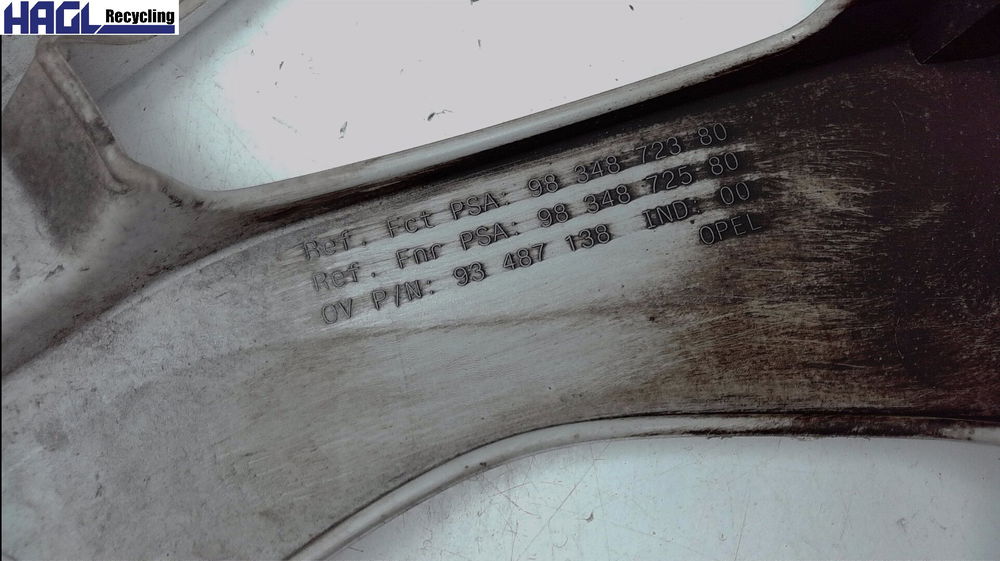 HAGL Recycling
Ref. Fct PSA: 98 348 723 80
Ref. Fnr PSA: 98 348 725 80
OV P/N: 93 487 138 IND: 00
OPEL